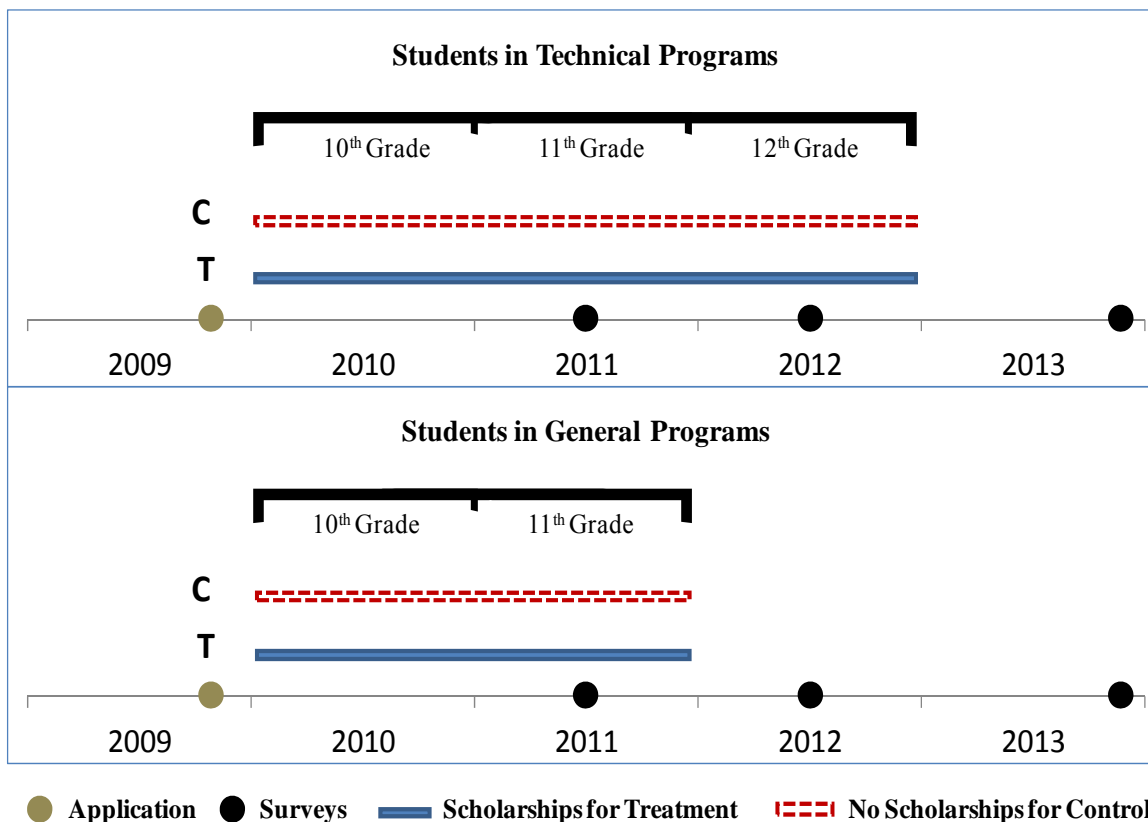 Students in Technical Programs
10th Grade 11th Grade 12th Grade
C
T
2009 2010 2011 2012 2013
Students in General Programs
10th Grade 11th Grade
C
T
2009 2010 2011 2012 2013
Application Surveys Scholarships for Treatment No Scholarships for Control